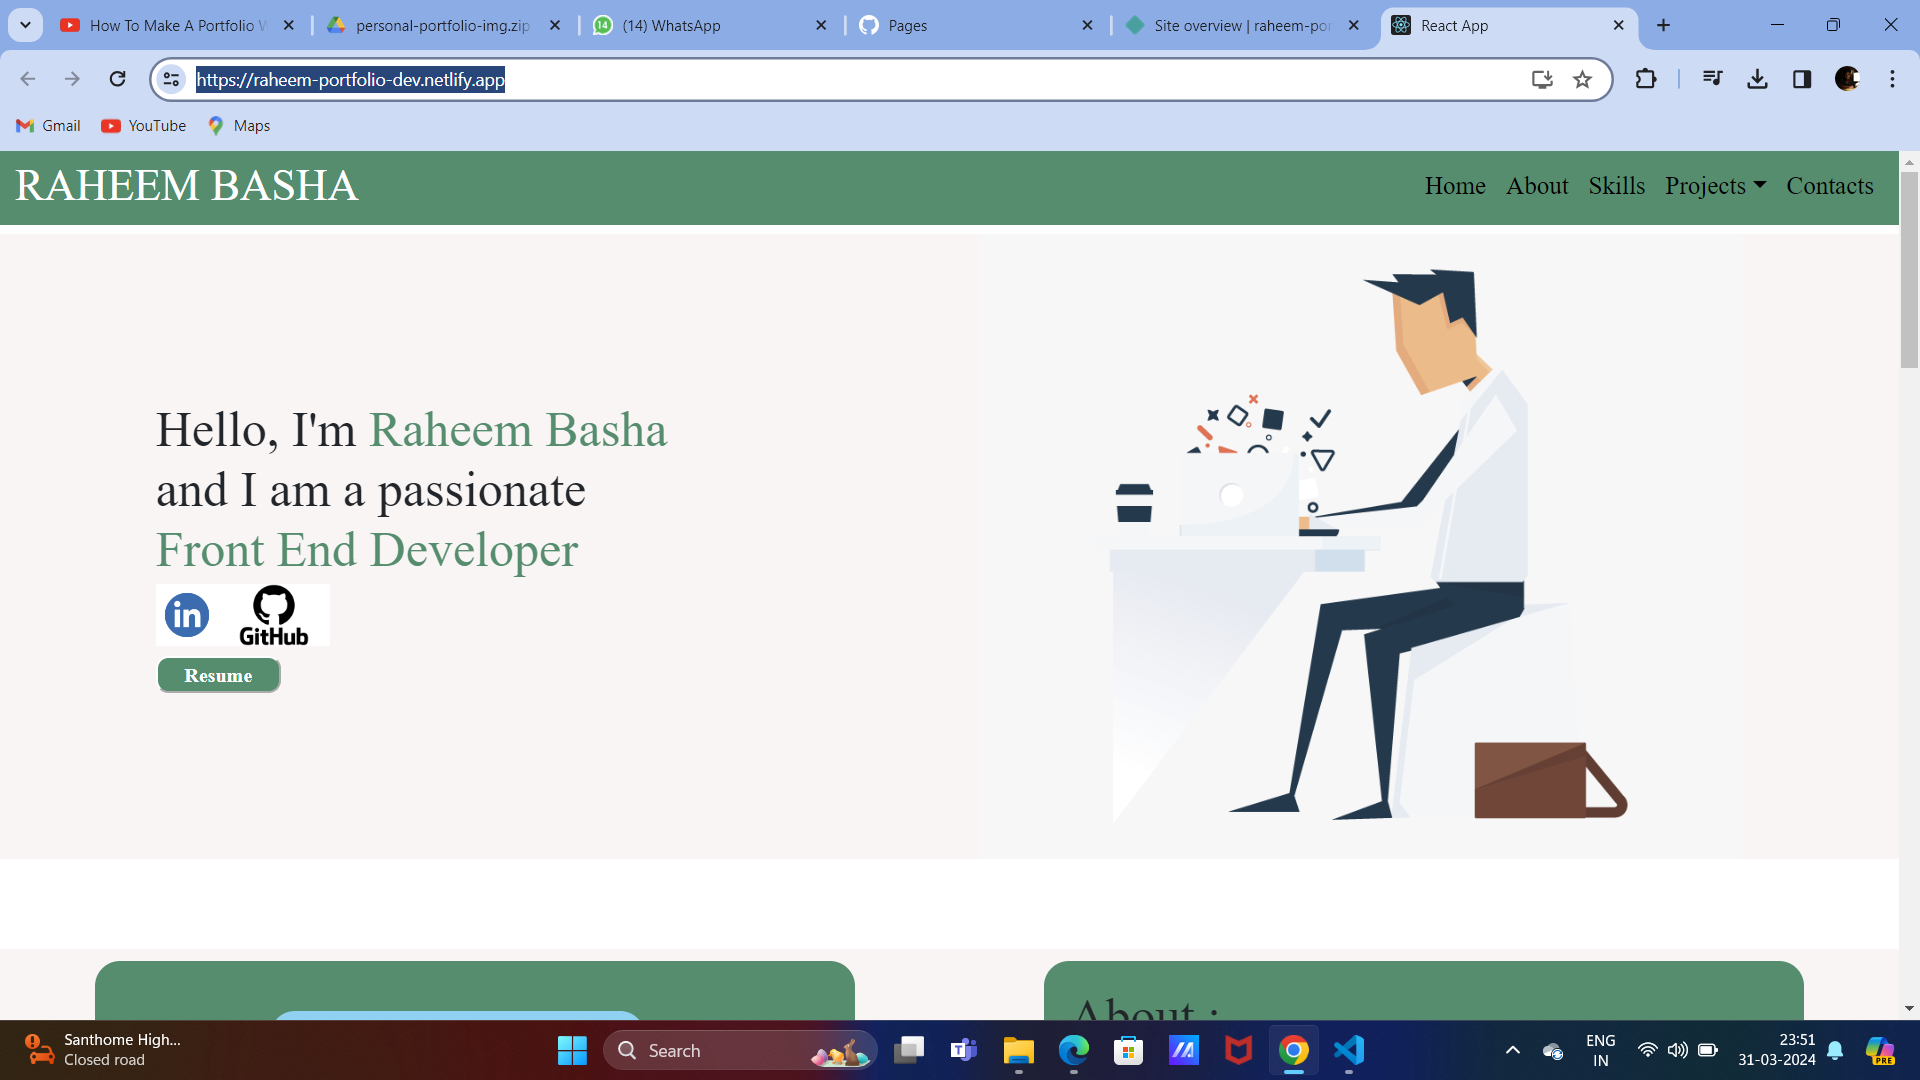 How To Make A Portfolio W
personal-portfolio-img.zip
(14) WhatsApp
Pages
Site overview | raheem-por
React App
https://raheem-portfolio-dev.netlify.app
Gmail
YouTube
Maps
RAHEEM BASHA
Home
About
Skills
Projects
Contacts
Hello, I'm Raheem Basha
and I am a passionate
Front End Developer
in
GitHub
Resume
About :
Santhome High...
Closed road
Search
ENG
IN
23:51
31-03-2024
PRE